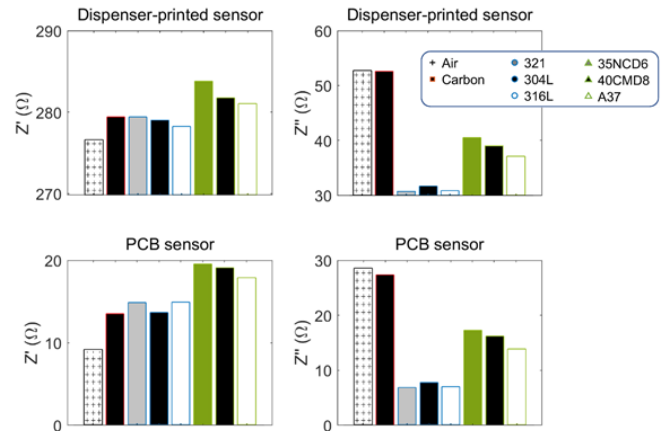 Dispenser-printed sensor
Dispenser-printed sensor
290
280
270
Z' (Ω)
60
50
40
30
Z" (Ω)
Air
Carbon
321
304L
316L
35NCD6
40CMD8
A37
PCB sensor
PCB sensor
20
10
0
Z' (Ω)
30
20
10
0
Z" (Ω)